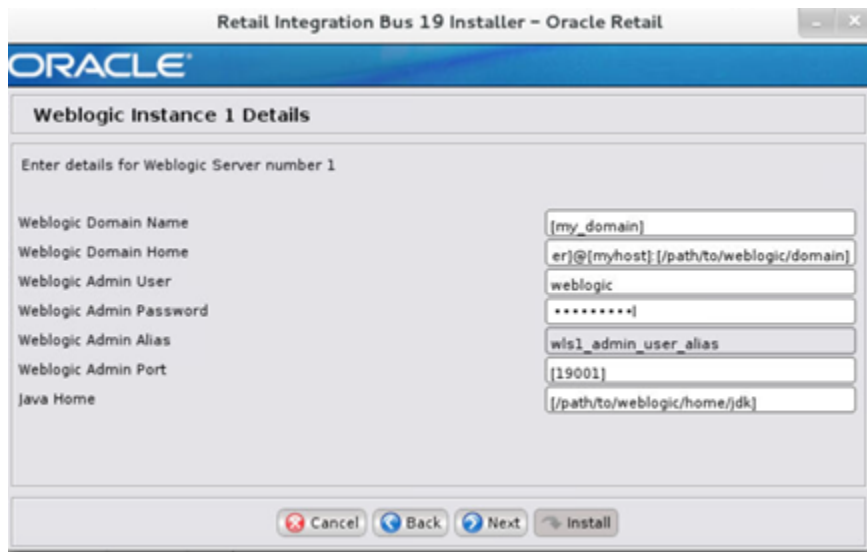 Retail Integration Bus 19 Installer – Oracle Retail
ORACLE®
Weblogic Instance 1 Details
Enter details for Weblogic Server number 1
Weblogic Domain Name [my_domain]
Weblogic Domain Home er]@[myhost]:[/path/to/weblogic/domain]
Weblogic Admin User weblogic
Weblogic Admin Password •••••••••
Weblogic Admin Alias wls1_admin_user_alias
Weblogic Admin Port [19001]
Java Home [/path/to/weblogic/home/jdk]
Cancel Back Next Install